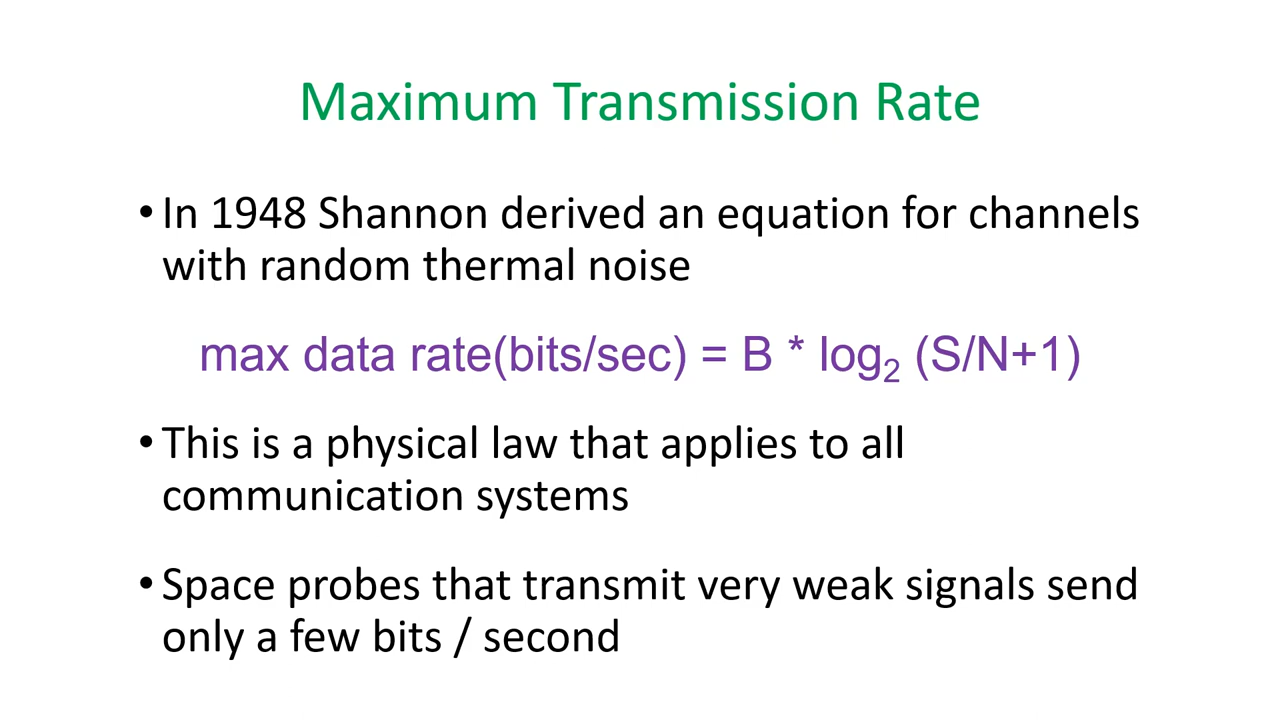 Maximum Transmission Rate
• In 1948 Shannon derived an equation for channels
with random thermal noise
max data rate(bits/sec) = B * log₂ (S/N+1)
• This is a physical law that applies to all
communication systems
• Space probes that transmit very weak signals send
only a few bits / second